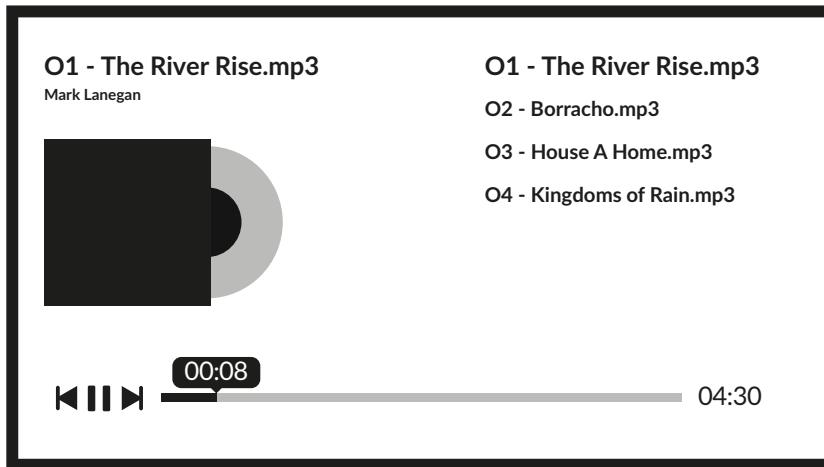 O1 - The River Rise.mp3
Mark Lanegan
O1 - The River Rise.mp3
O2 - Borracho.mp3
O3 - House A Home.mp3
O4 - Kingdoms of Rain.mp3
00:08
04:30